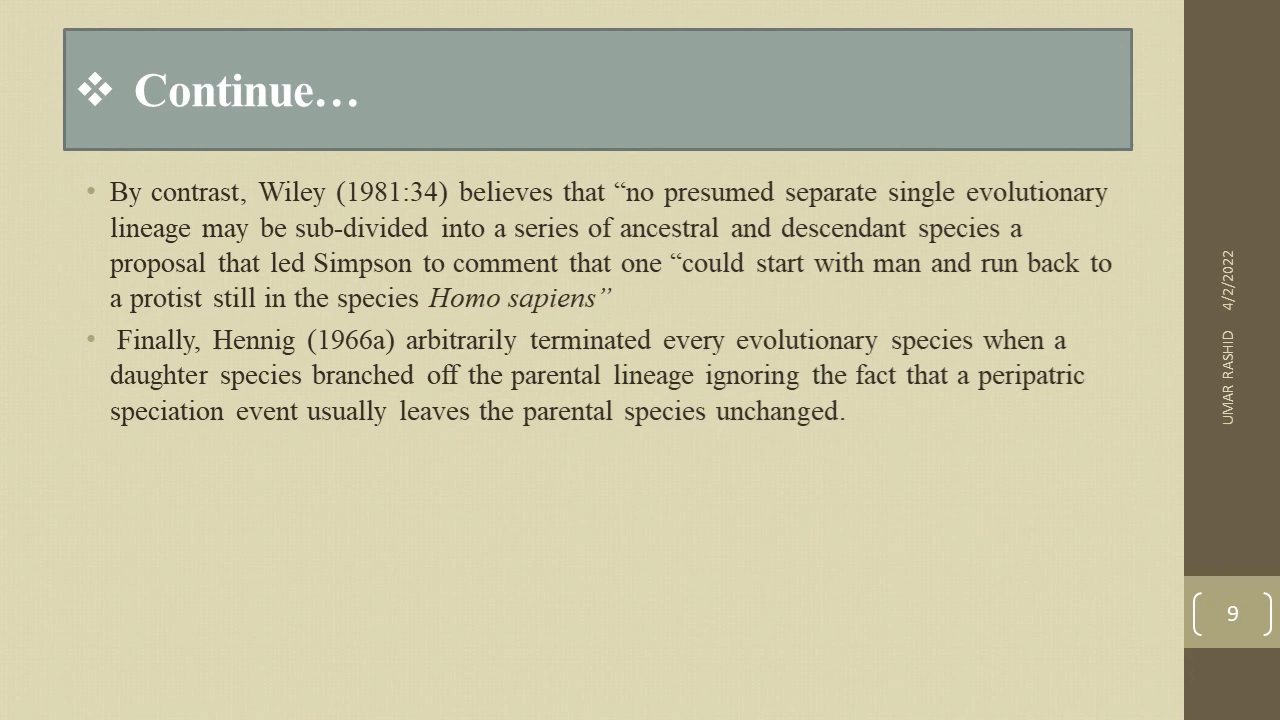 ❖ Continue…
• By contrast, Wiley (1981:34) believes that “no presumed separate single evolutionary
lineage may be sub-divided into a series of ancestral and descendant species a
proposal that led Simpson to comment that one “could start with man and run back to
a protist still in the species Homo sapiens”
• Finally, Hennig (1966a) arbitrarily terminated every evolutionary species when a
daughter species branched off the parental lineage ignoring the fact that a peripatric
speciation event usually leaves the parental species unchanged.
UMAR RASHID 4/2/2022
9